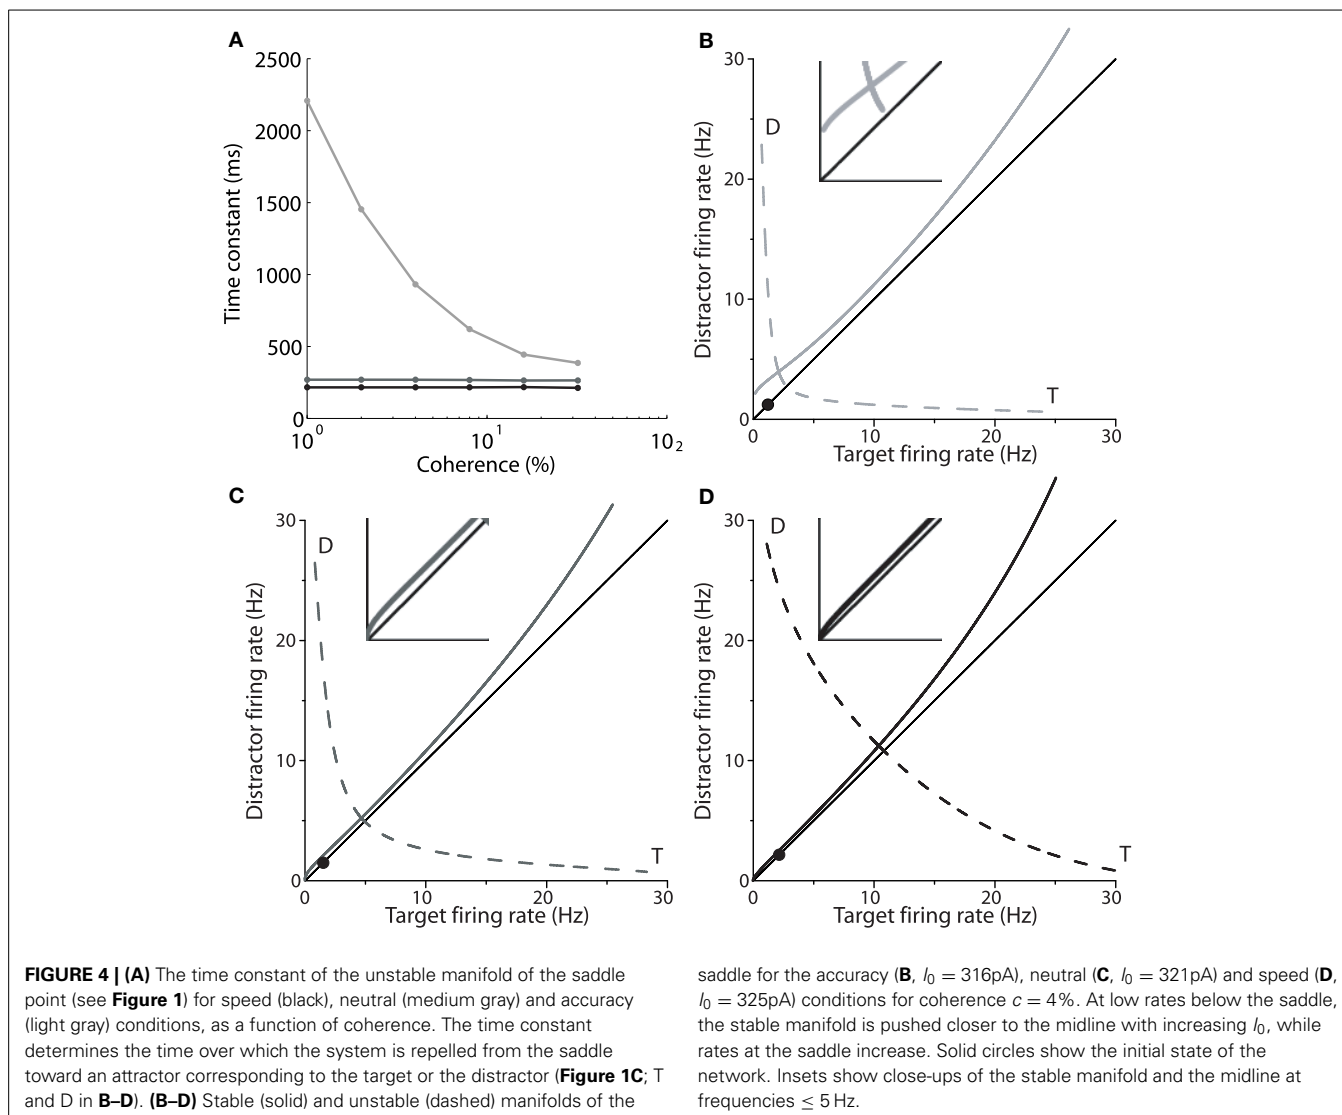 A
2500
2000
1500
1000
500
0
Time constant (ms)
10^0
10^1
10^2
Coherence (%)
B
30
20
10
0
Distractor firing rate (Hz)
D
T
0
10
20
30
Target firing rate (Hz)
C
30
20
10
0
Distractor firing rate (Hz)
D
T
0
10
20
30
Target firing rate (Hz)
D
30
20
10
0
Distractor firing rate (Hz)
D
T
0
10
20
30
Target firing rate (Hz)
FIGURE 4 | (A) The time constant of the unstable manifold of the saddle
point (see Figure 1) for speed (black), neutral (medium gray) and accuracy
(light gray) conditions, as a function of coherence. The time constant
determines the time over which the system is repelled from the saddle
toward an attractor corresponding to the target or the distractor (Figure 1C; T
and D in B–D). (B–D) Stable (solid) and unstable (dashed) manifolds of the
saddle for the accuracy (B, I₀ = 316pA), neutral (C, I₀ = 321pA) and speed (D,
I₀ = 325pA) conditions for coherence c = 4%. At low rates below the saddle,
the stable manifold is pushed closer to the midline with increasing I₀, while
rates at the saddle increase. Solid circles show the initial state of the
network. Insets show close-ups of the stable manifold and the midline at
frequencies ≤ 5 Hz.